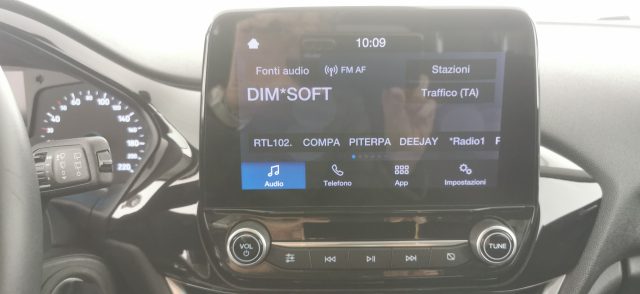 10:09
Fonti audio FM AF Stazioni
DIM*SOFT Traffico (TA)
RTL102. COMPA PITERPA DEEJAY *Radio1
Audio Telefono App Impostazioni
VOL TUNE
220